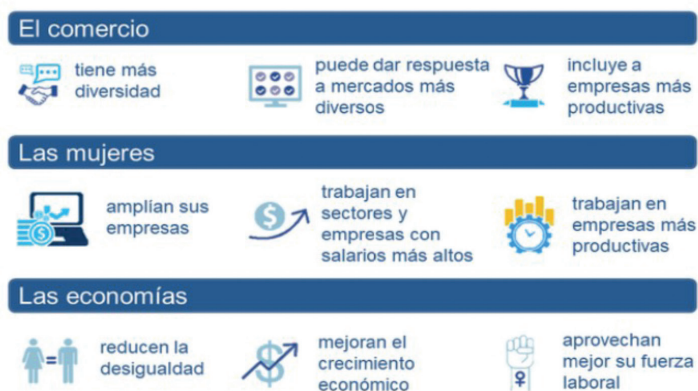 El comercio
tiene más
diversidad
puede dar respuesta
a mercados más
diversos
incluye a
empresas más
productivas
Las mujeres
amplían sus
empresas
trabajan en
sectores y
empresas con
salarios más altos
trabajan en
empresas más
productivas
Las economías
reducen la
desigualdad
mejoran el
crecimiento
económico
aprovechan
mejor su fuerza
laboral